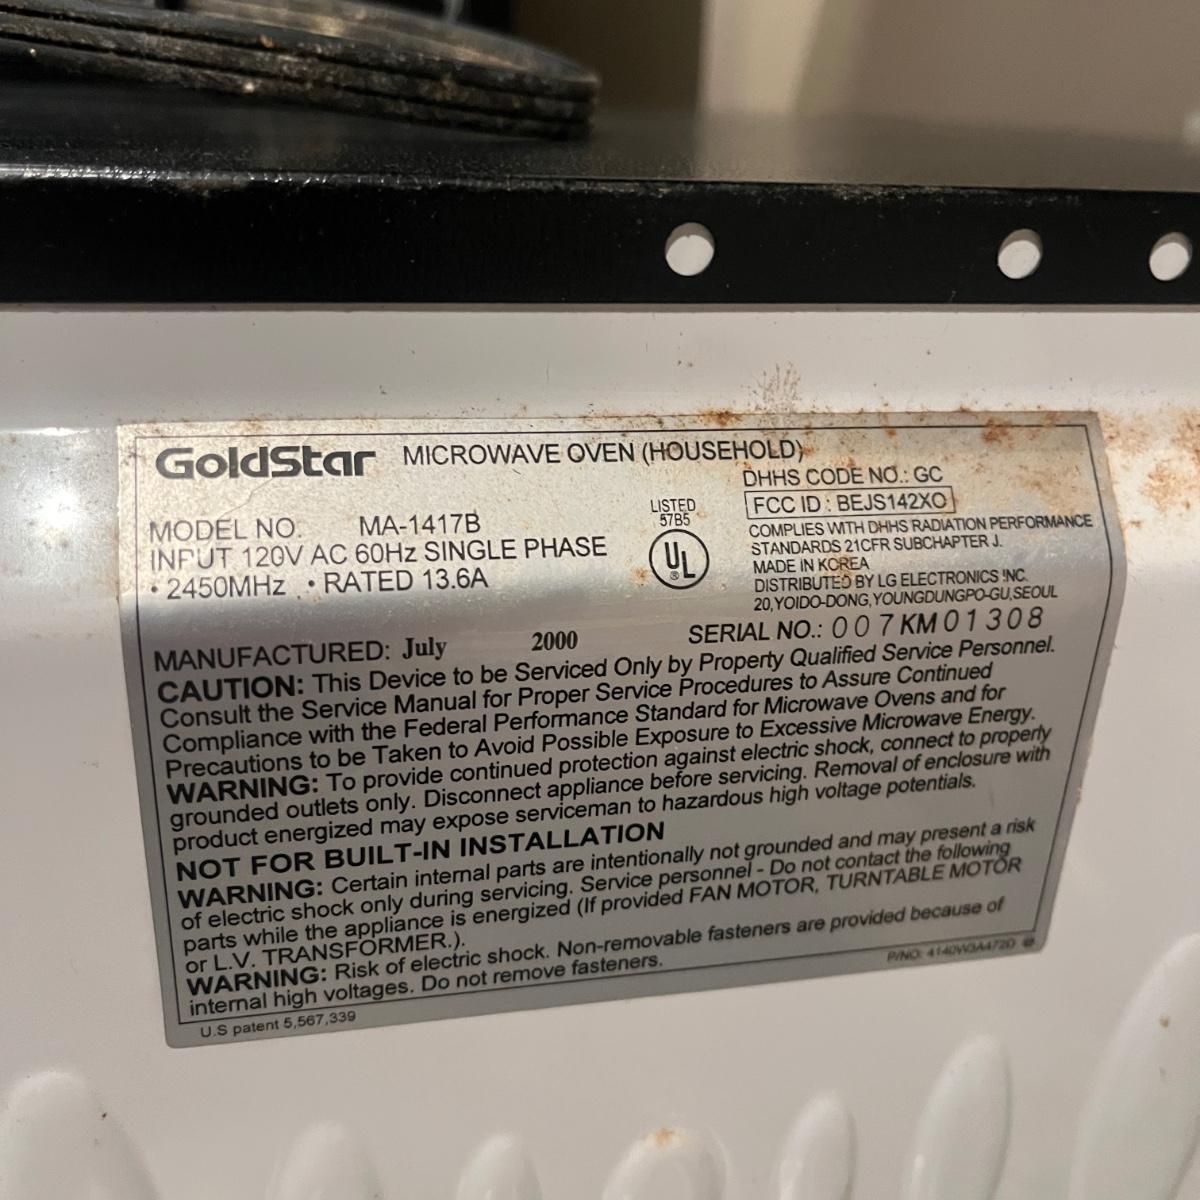 GoldStar MICROWAVE OVEN (HOUSEHOLD)
DHHS CODE NO.: GC
FCC ID : BEJS142XO
MODEL NO. MA-1417B
INPUT 120V AC 60Hz SINGLE PHASE
• 2450MHz • RATED 13.6A
LISTED
57B5
UL
®
COMPLIES WITH DHHS RADIATION PERFORMANCE
STANDARDS 21CFR SUBCHAPTER J.
MADE IN KOREA
DISTRIBUTED BY LG ELECTRONICS INC.
20,YOIDO-DONG,YOUNGDUNGPO-GU,SEOUL
MANUFACTURED: July 2000
SERIAL NO.: 007KM01308
CAUTION: This Device to be Serviced Only by Property Qualified Service Personnel.
Consult the Service Manual for Proper Service Procedures to Assure Continued
Compliance with the Federal Performance Standard for Microwave Ovens and for
Precautions to be Taken to Avoid Possible Exposure to Excessive Microwave Energy.
WARNING: To provide continued protection against electric shock, connect to properly
grounded outlets only. Disconnect appliance before servicing. Removal of enclosure with
product energized may expose serviceman to hazardous high voltage potentials.
NOT FOR BUILT-IN INSTALLATION
WARNING: Certain internal parts are intentionally not grounded and may present a risk
of electric shock only during servicing. Service personnel - Do not contact the following
parts while the appliance is energized (If provided FAN MOTOR, TURNTABLE MOTOR
or L.V. TRANSFORMER.).
WARNING: Risk of electric shock. Non-removable fasteners are provided because of
internal high voltages. Do not remove fasteners.
P/NO: 4140W3A472D
U.S patent 5,567,339